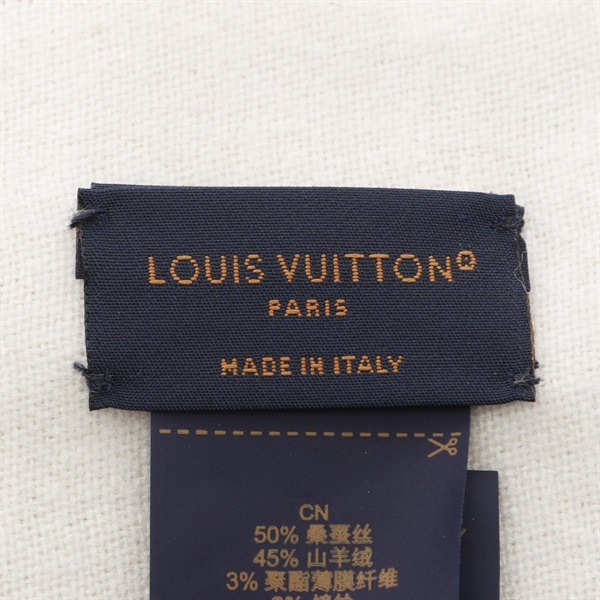 LOUIS VUITTON®
PARIS
MADE IN ITALY
CN
50% 桑蚕丝
45% 山羊绒
3% 聚酯薄膜纤维